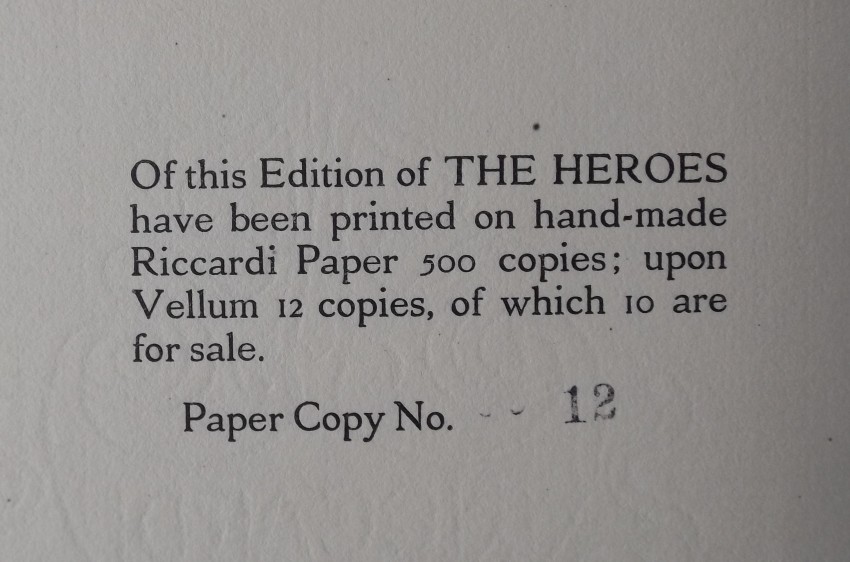 Of this Edition of THE HEROES
have been printed on hand-made
Riccardi Paper 500 copies; upon
Vellum 12 copies, of which 10 are
for sale.
Paper Copy No. - - 12